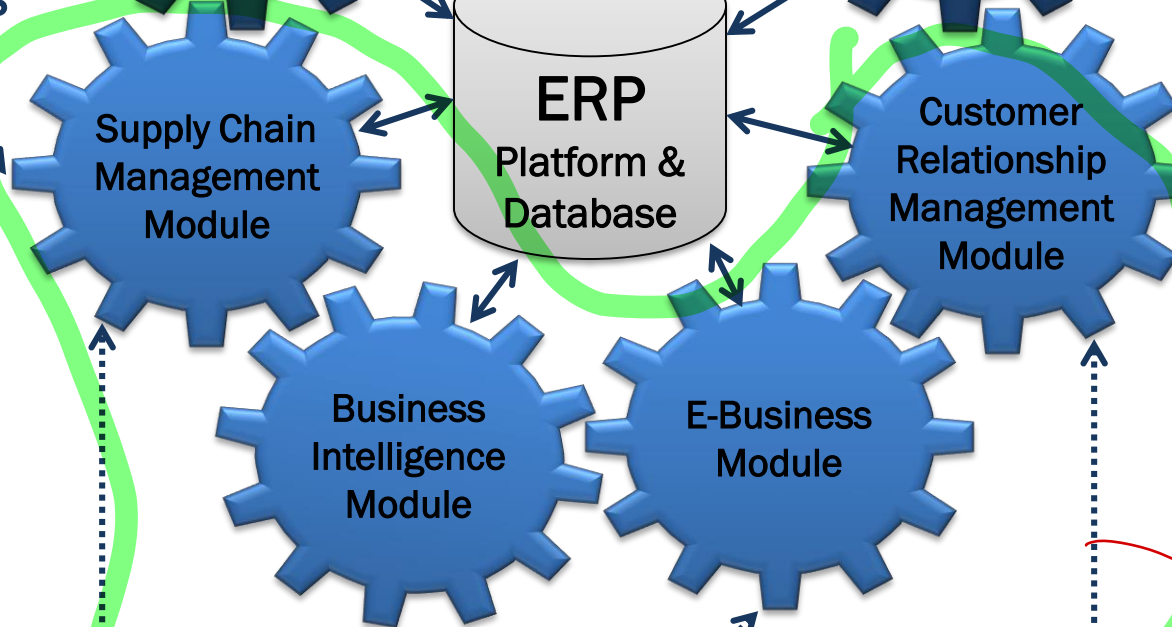 ERP
Platform &
Database
Supply Chain
Management
Module
Customer
Relationship
Management
Module
Business
Intelligence
Module
E-Business
Module